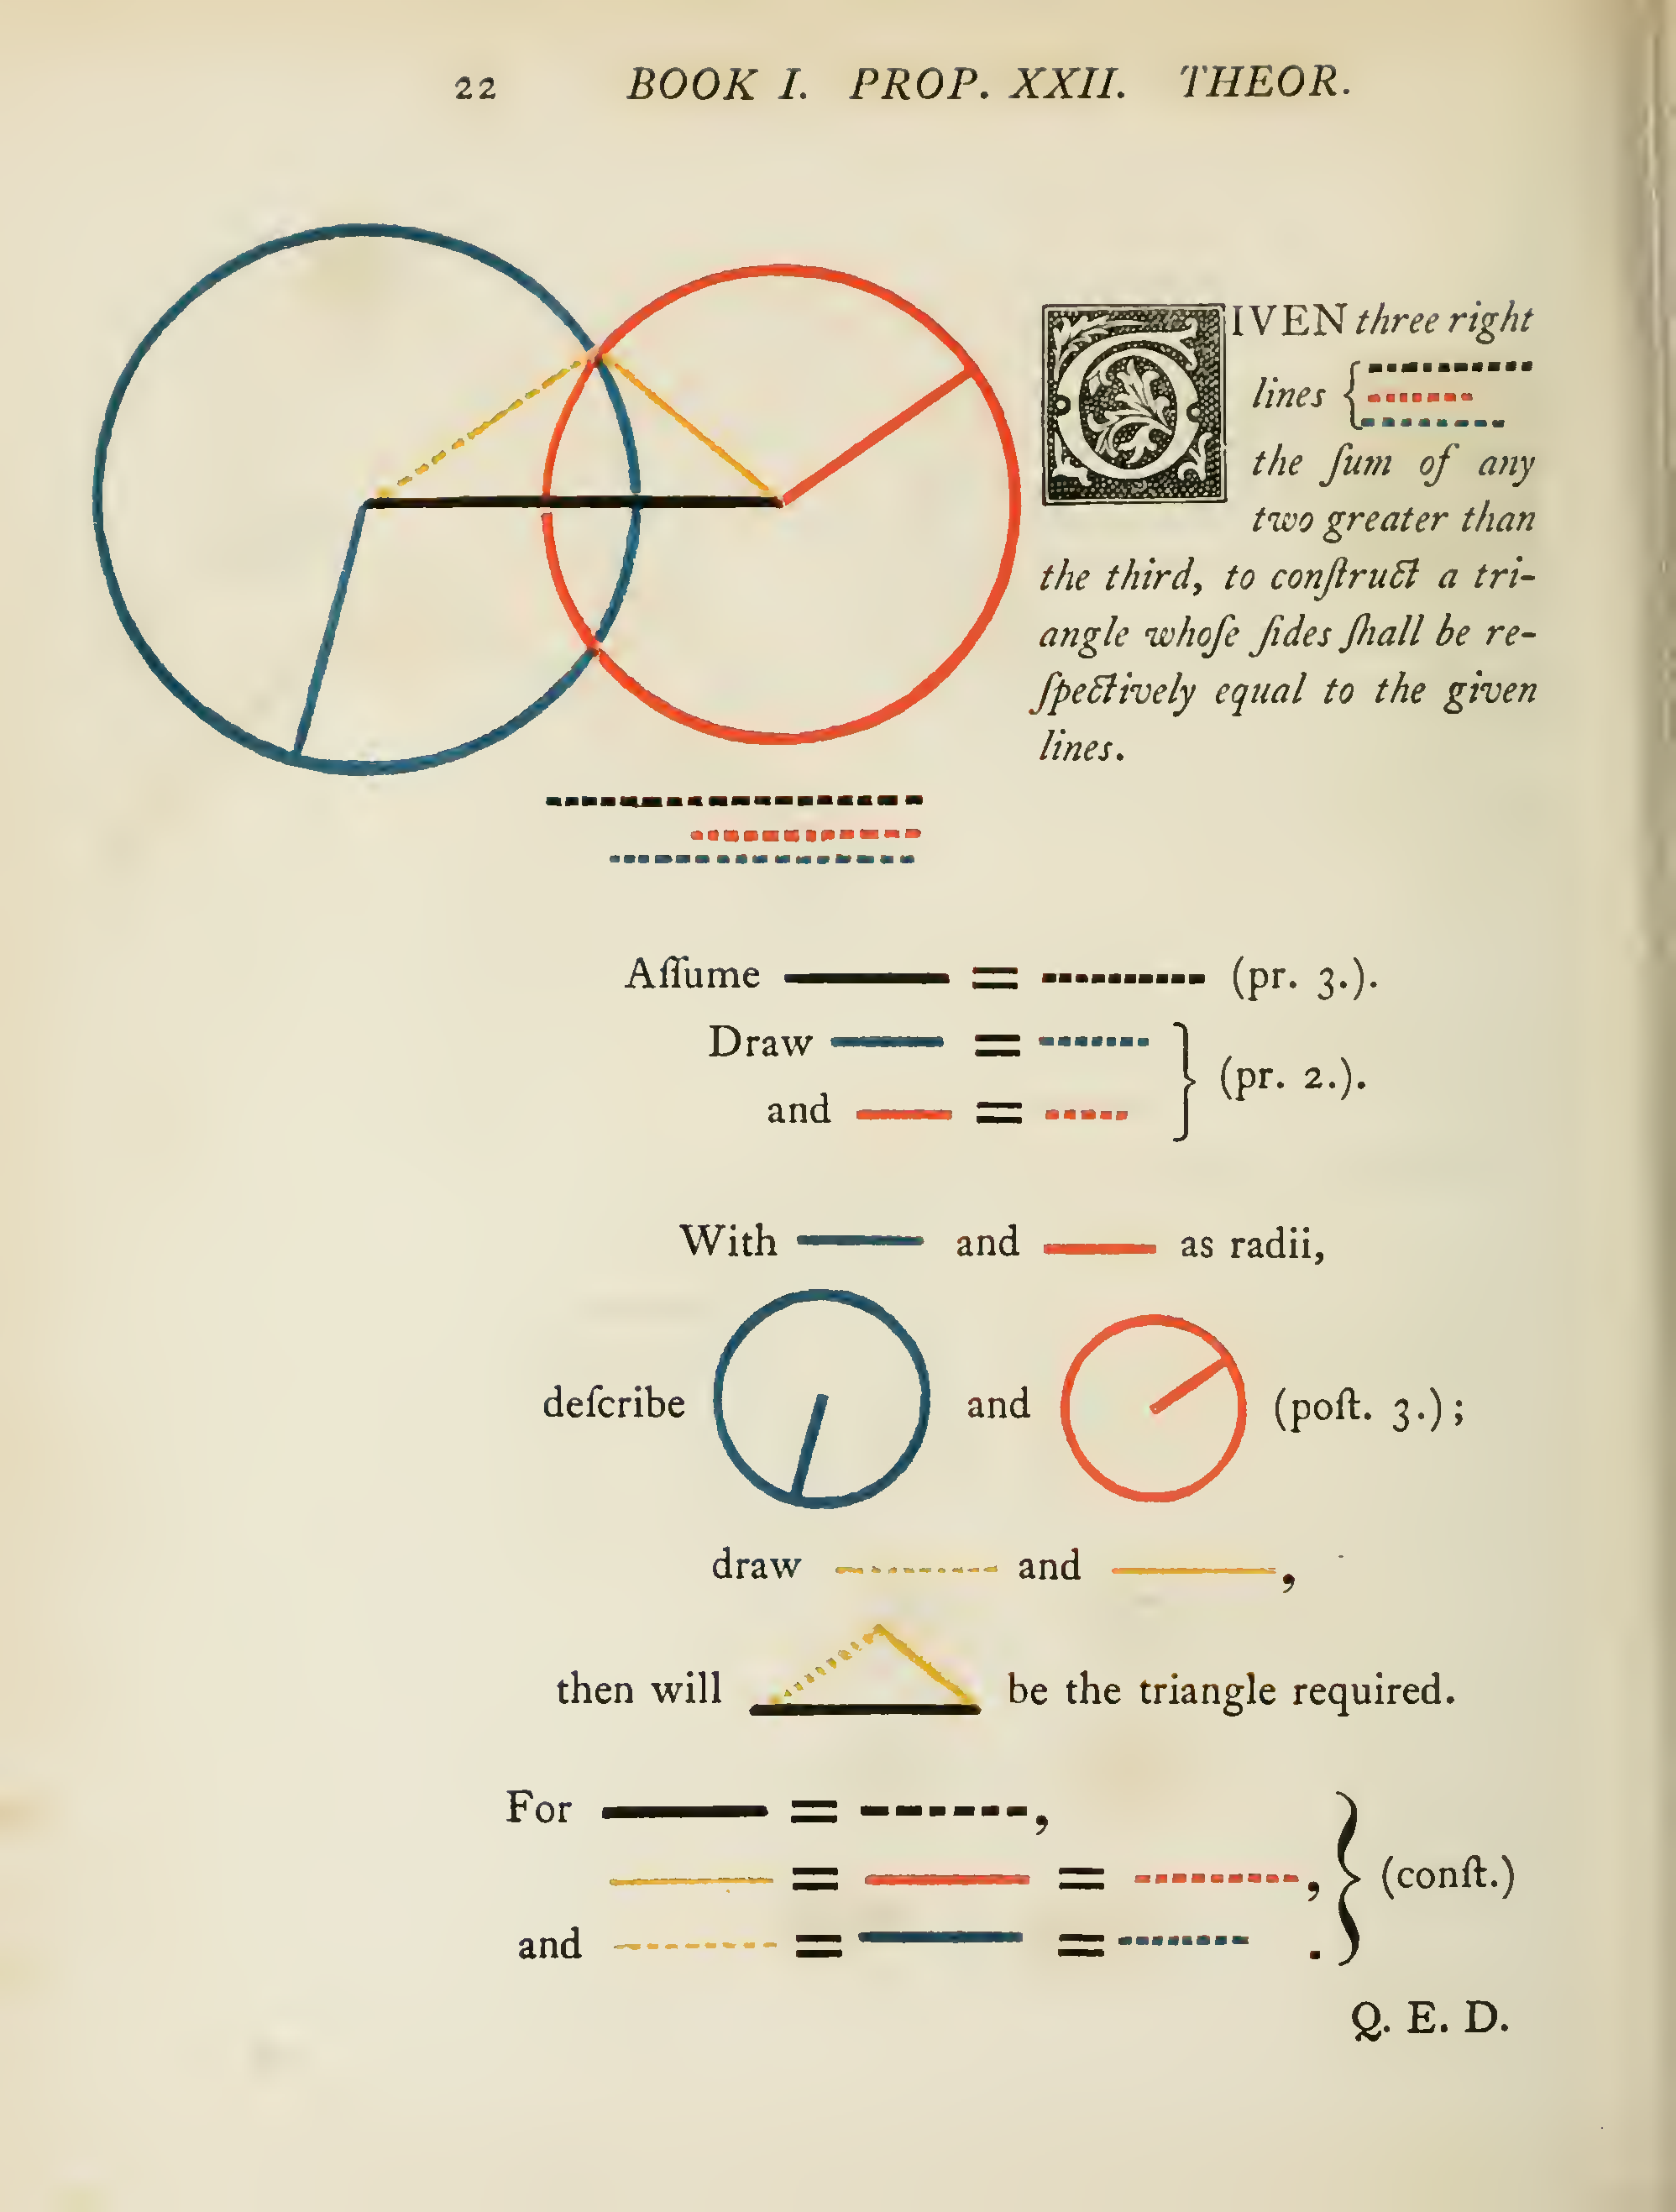 22 BOOK I. PROP. XXII. THEOR.
GIVEN three right
lines
the ſum of any
two greater than
the third, to conſtruct a tri-
angle whoſe ſides ſhall be re-
ſpectively equal to the given
lines.
Aſſume = (pr. 3.).
Draw =
(pr. 2.).
and =
With and as radii,
deſcribe and (poſt. 3.);
draw and ,
then will be the triangle required.
For = ,
= = , (conſt.)
and = = .
Q. E. D.